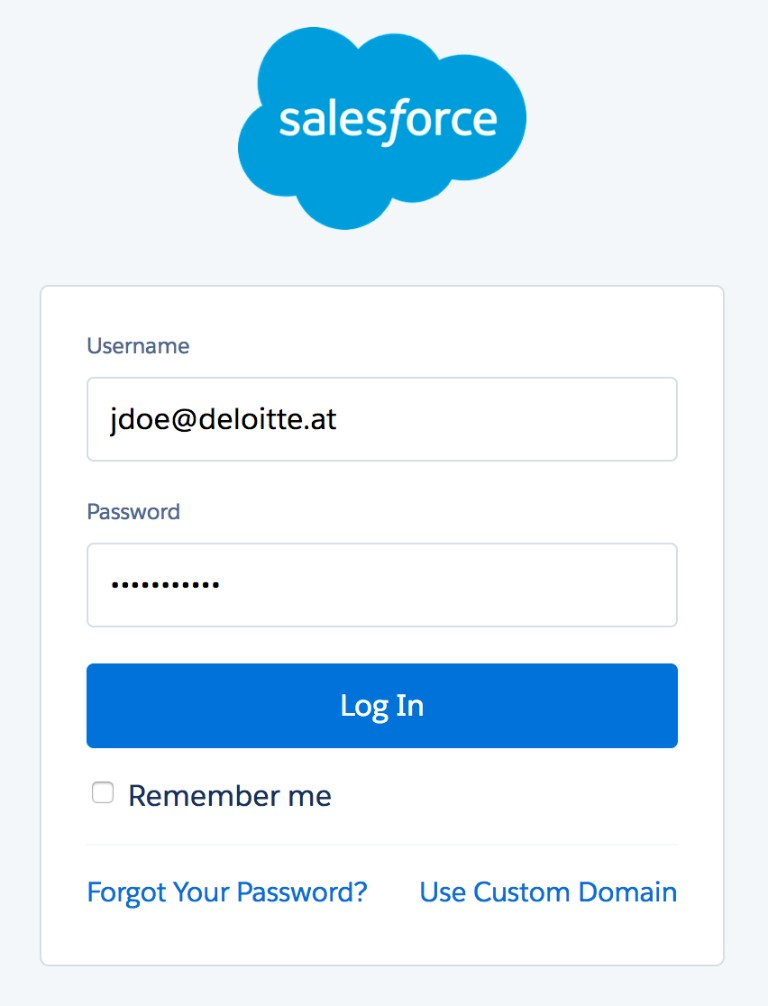 salesforce
Username
jdoe@deloitte.at
Password
•••••••••••
Log In
Remember me
Forgot Your Password? Use Custom Domain